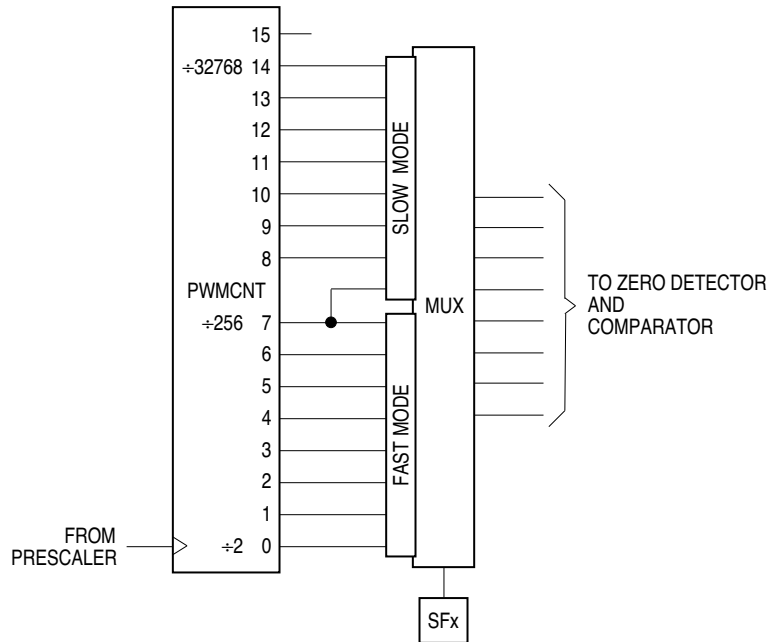 15
÷32768 14
13
12
11
10
9
8
PWMCNT
÷256 7
6
5
4
3
2
1
÷2 0
FROM
PRESCALER
SLOW MODE
FAST MODE
MUX
SFx
TO ZERO DETECTOR
AND
COMPARATOR